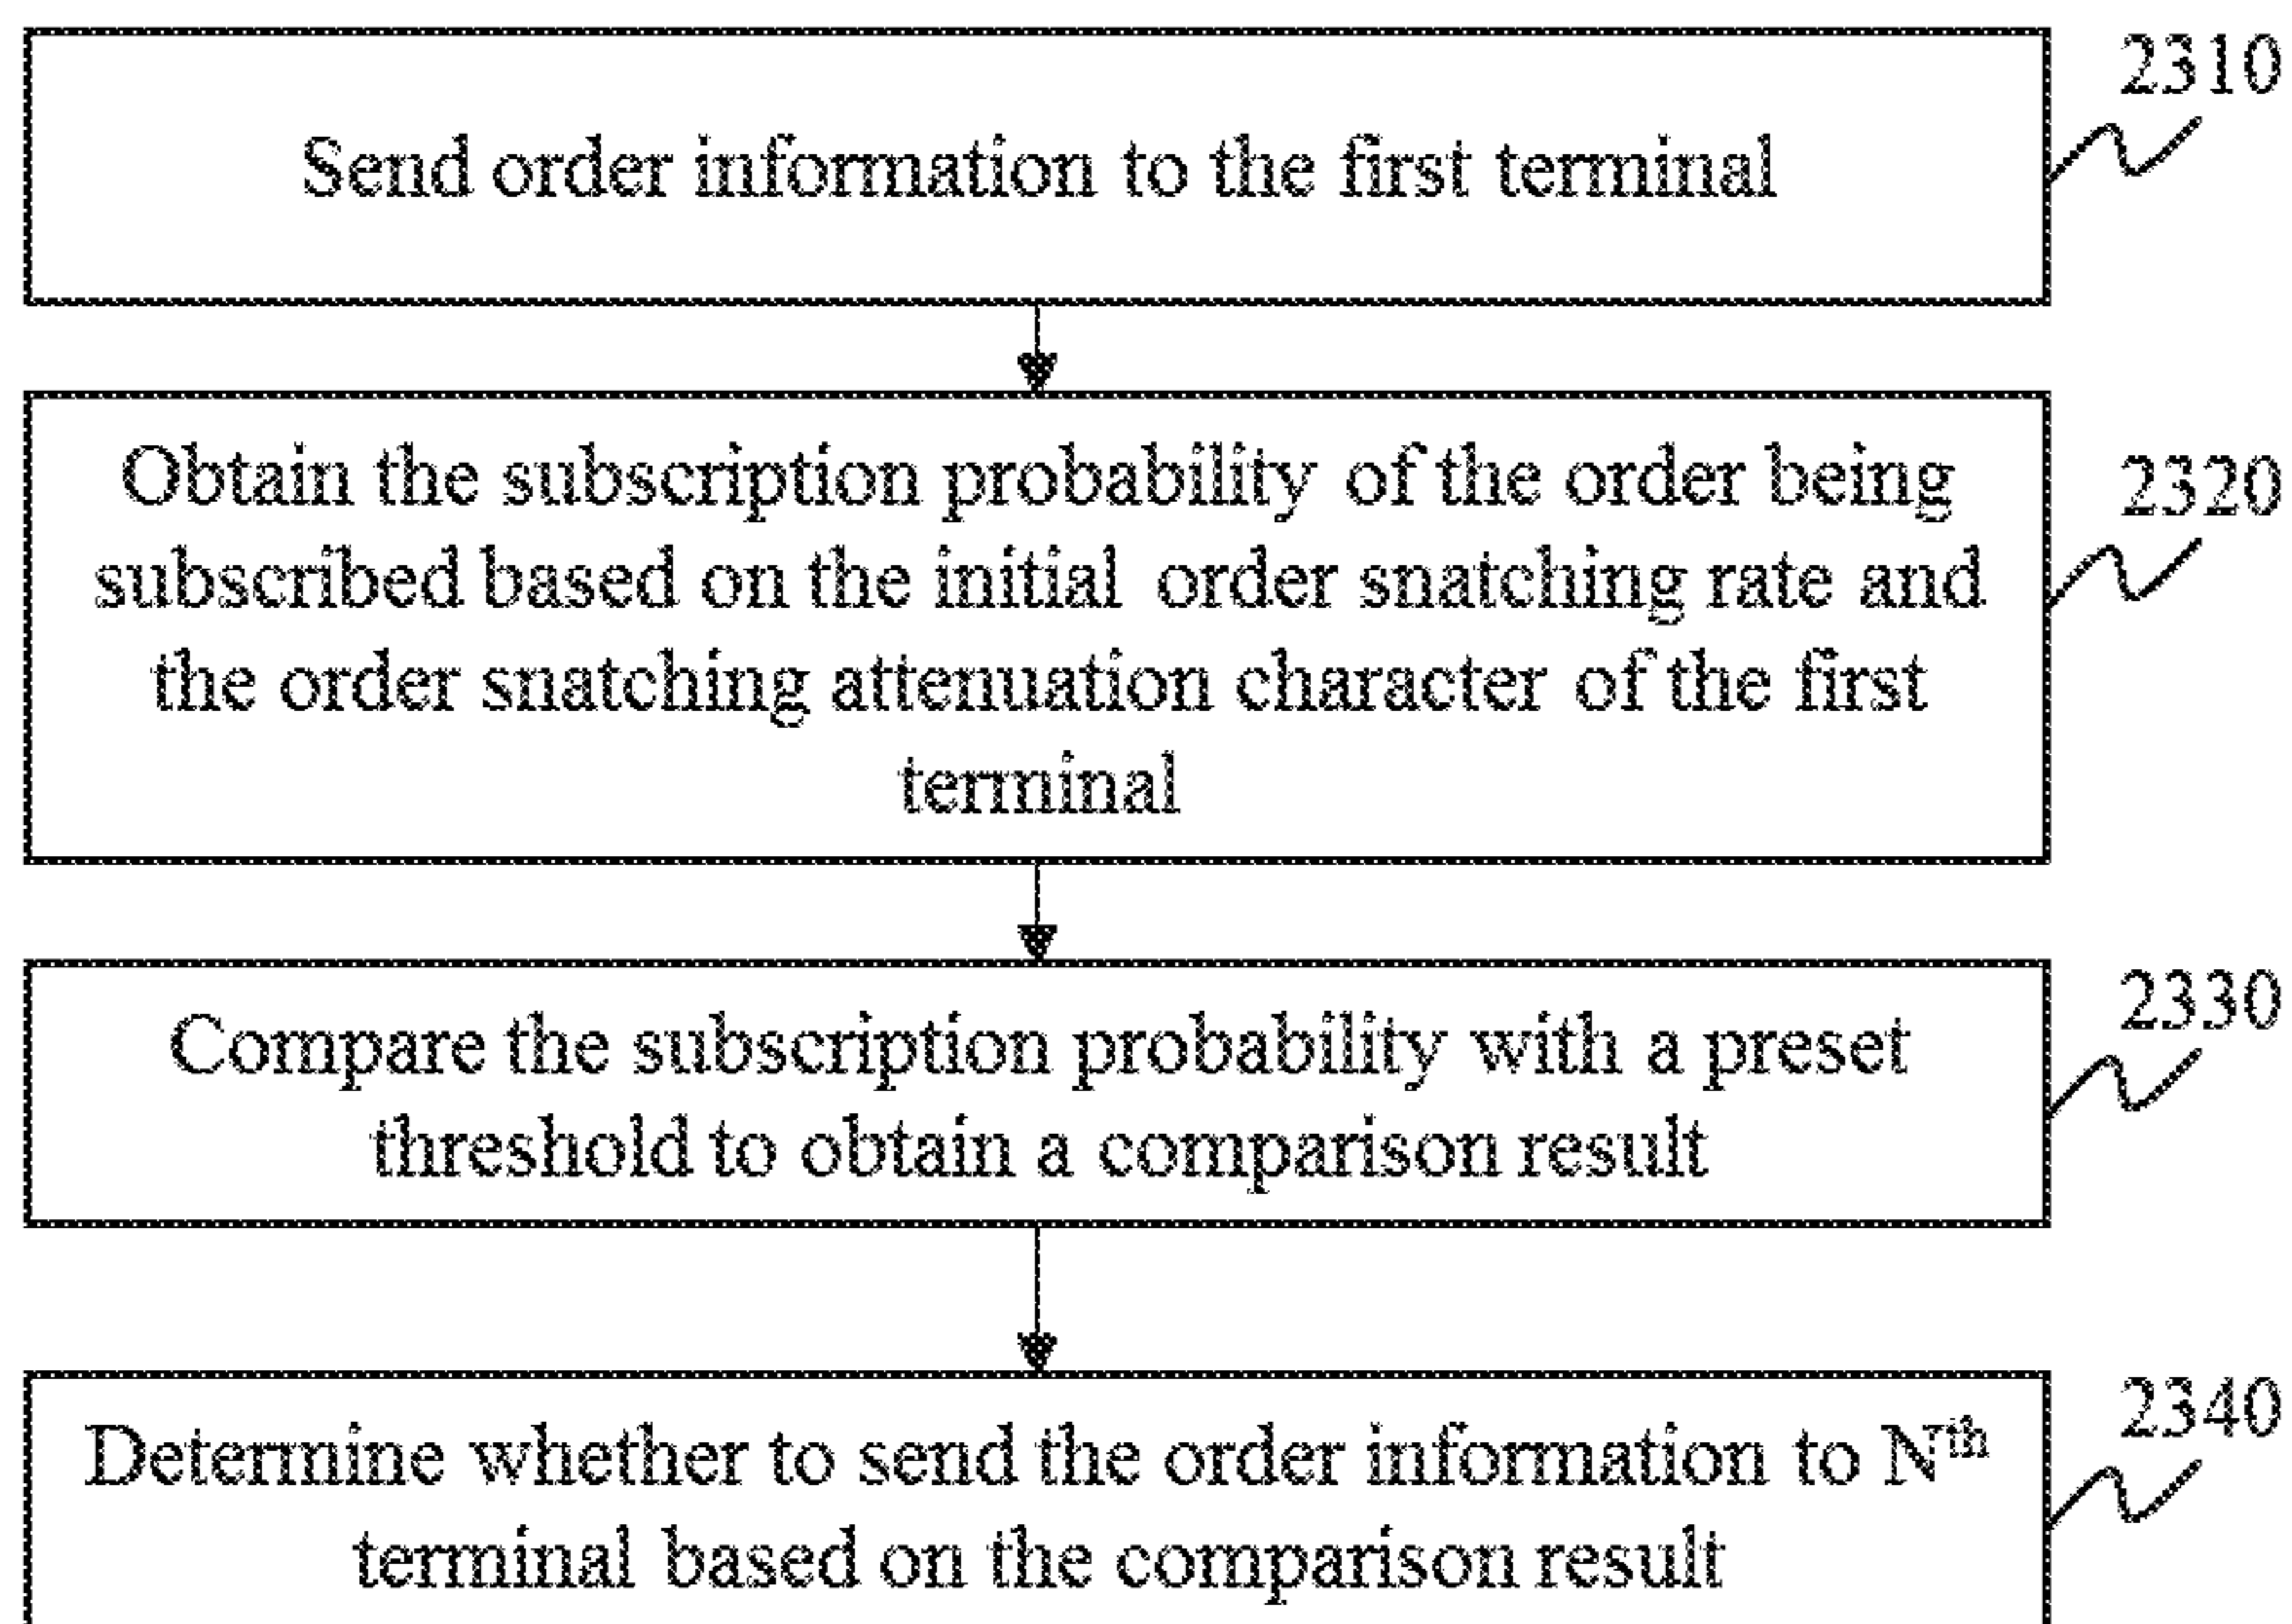 2310
Send order information to the first terminal
2320
Obtain the subscription probability of the order being
subscribed based on the initial order snatching rate and
the order snatching attenuation character of the first
terminal
2330
Compare the subscription probability with a preset
threshold to obtain a comparison result
2340
Determine whether to send the order information to Nth
terminal based on the comparison result